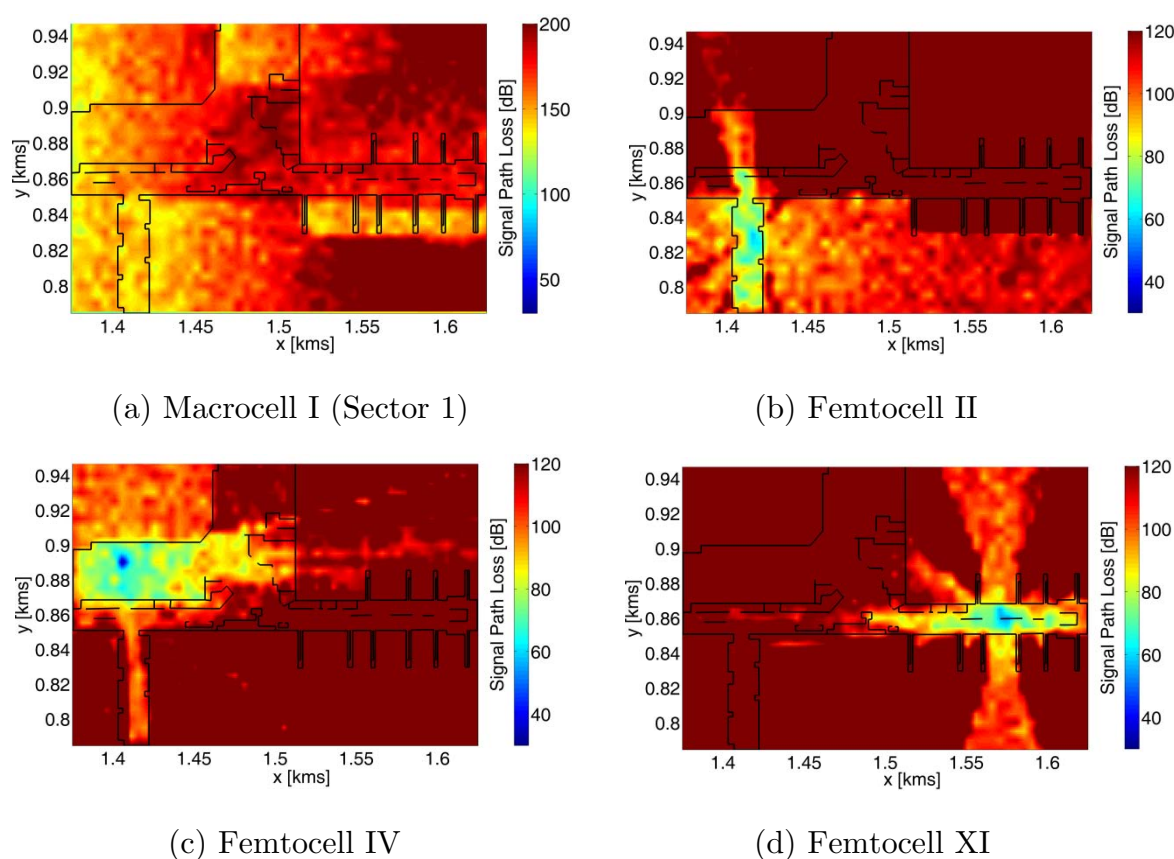 0.94
0.92
0.9
0.88
0.86
0.84
0.82
0.8
y [kms]
1.4 1.45 1.5 1.55 1.6
x [kms]
200
150
100
50
Signal Path Loss [dB]
(a) Macrocell I (Sector 1)
0.94
0.92
0.9
0.88
0.86
0.84
0.82
0.8
y [kms]
1.4 1.45 1.5 1.55 1.6
x [kms]
120
100
80
60
40
Signal Path Loss [dB]
(b) Femtocell II
0.94
0.92
0.9
0.88
0.86
0.84
0.82
0.8
y [kms]
1.4 1.45 1.5 1.55 1.6
x [kms]
120
100
80
60
40
Signal Path Loss [dB]
(c) Femtocell IV
0.94
0.92
0.9
0.88
0.86
0.84
0.82
0.8
y [kms]
1.4 1.45 1.5 1.55 1.6
x [kms]
120
100
80
60
40
Signal Path Loss [dB]
(d) Femtocell XI